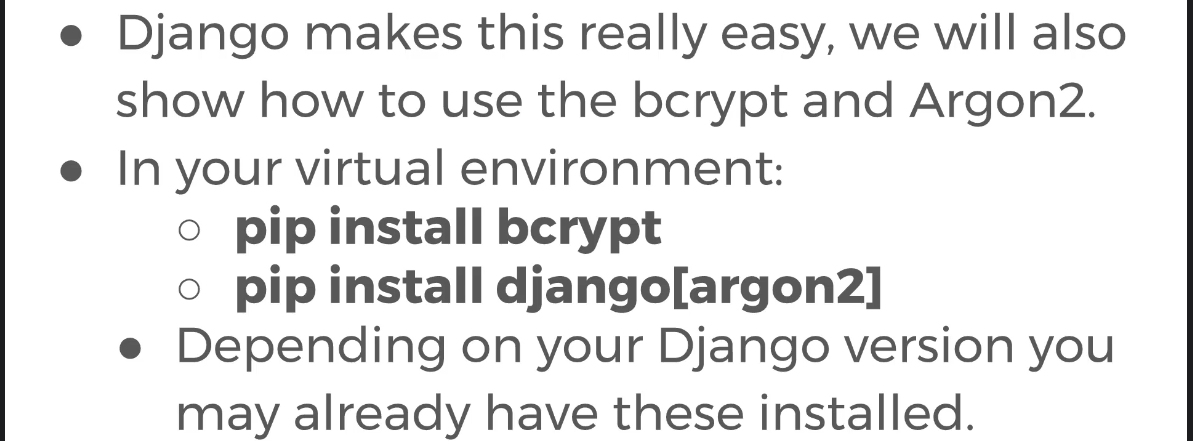 ● Django makes this really easy, we will also
show how to use the bcrypt and Argon2.
● In your virtual environment:
○ pip install bcrypt
○ pip install django[argon2]
● Depending on your Django version you
may already have these installed.